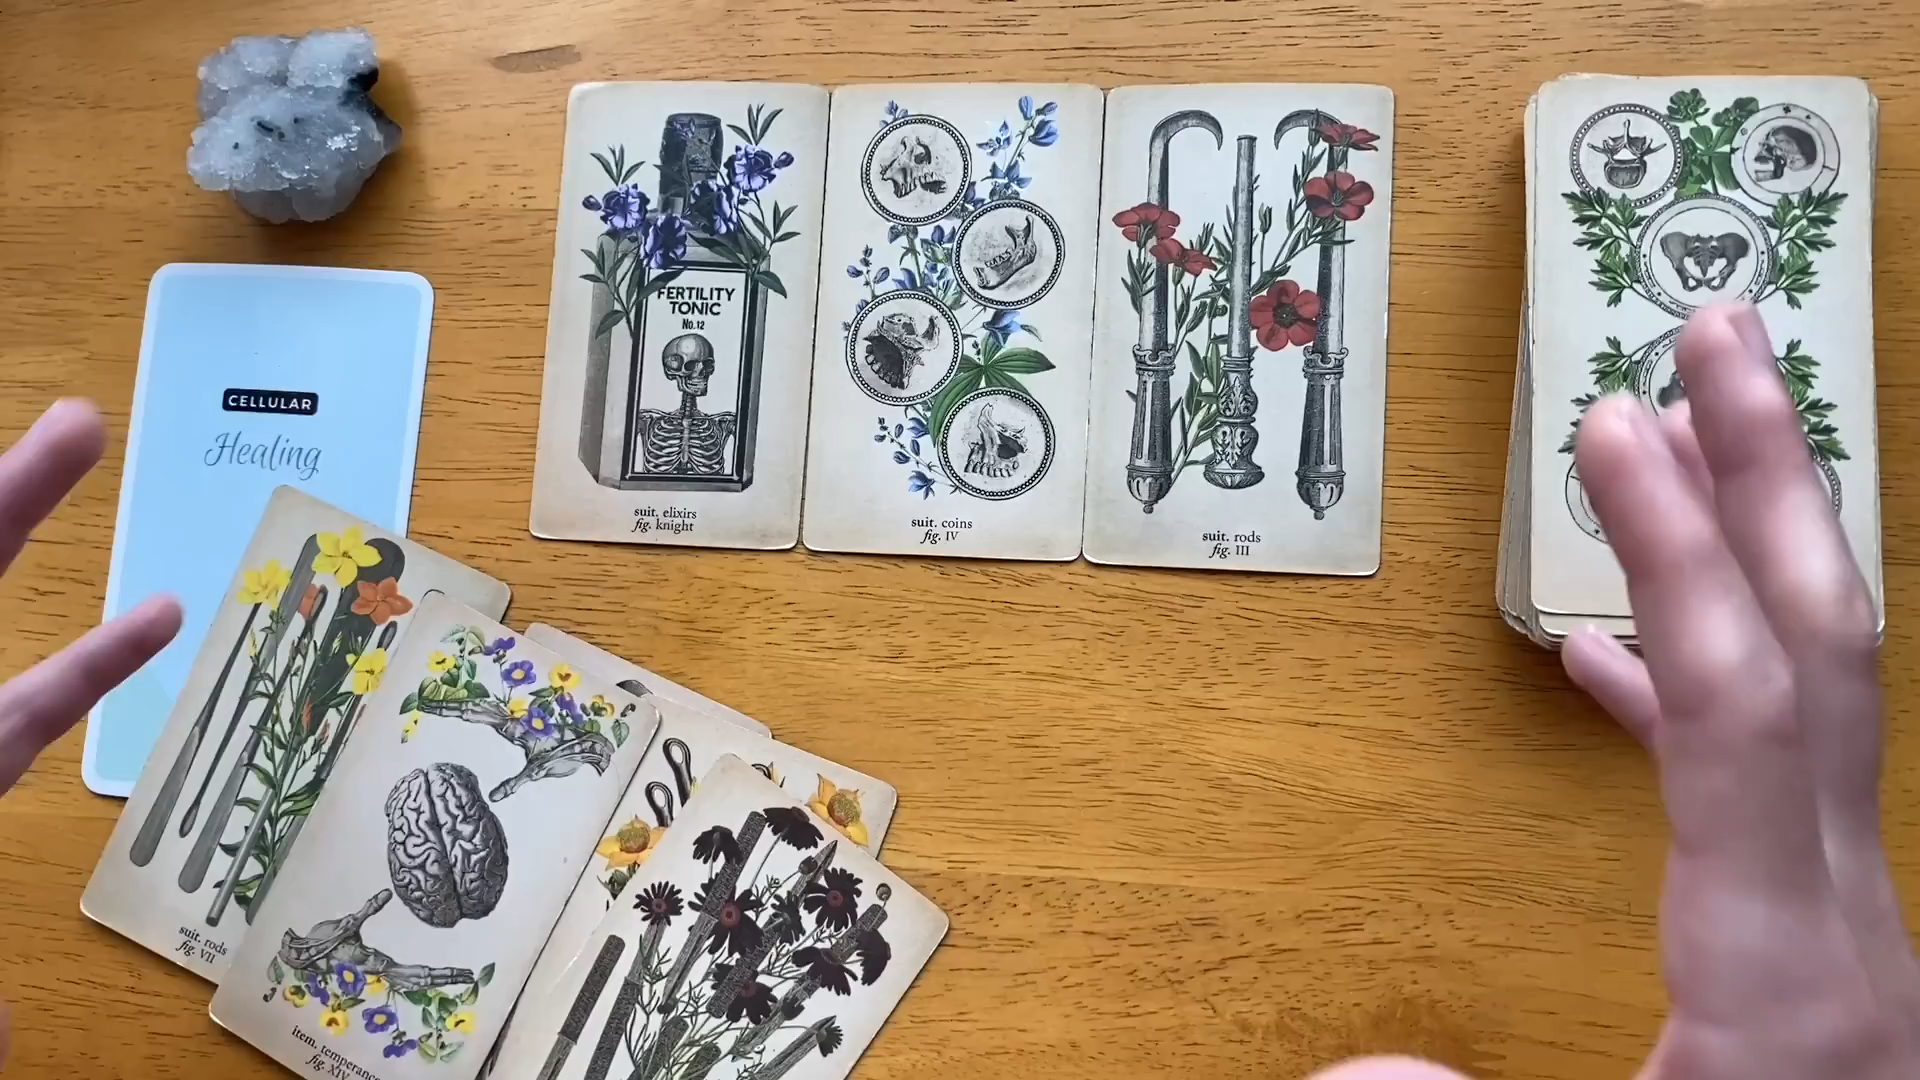 CELLULAR
Healing
FERTILITY
TONIC
No. 12
suit. elixirs
fig. knight
suit. coins
fig. IV
suit. rods
fig. III
suit. rods
fig. VII
item. temperance
fig. XIV